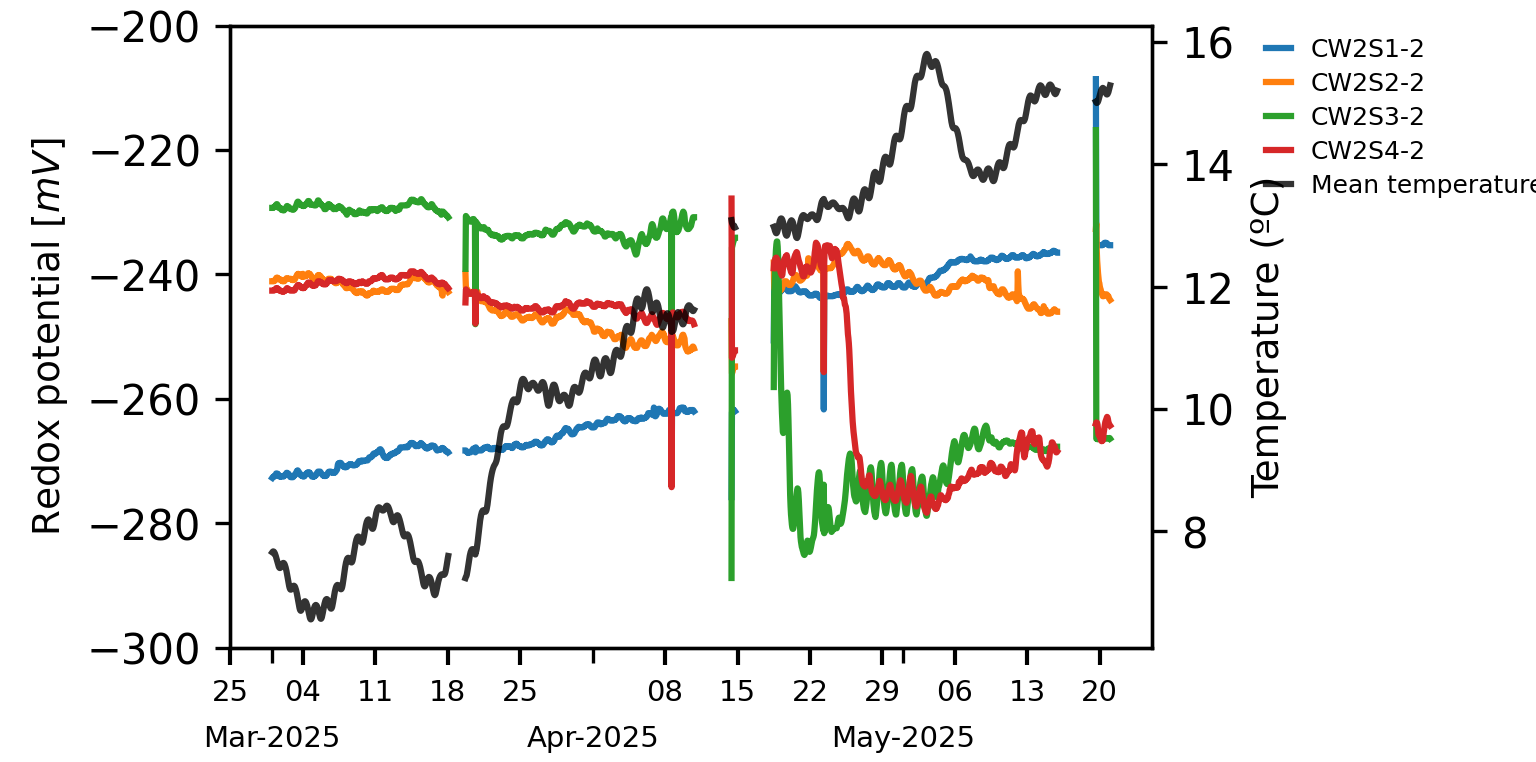 −200
−220
−240
−260
−280
−300
Redox potential [mV]
16
14
12
10
8
Temperature (ºC)
CW2S1-2
CW2S2-2
CW2S3-2
CW2S4-2
Mean temperature
25 04 11 18 25 08 15 22 29 06 13 20
Mar-2025 Apr-2025 May-2025